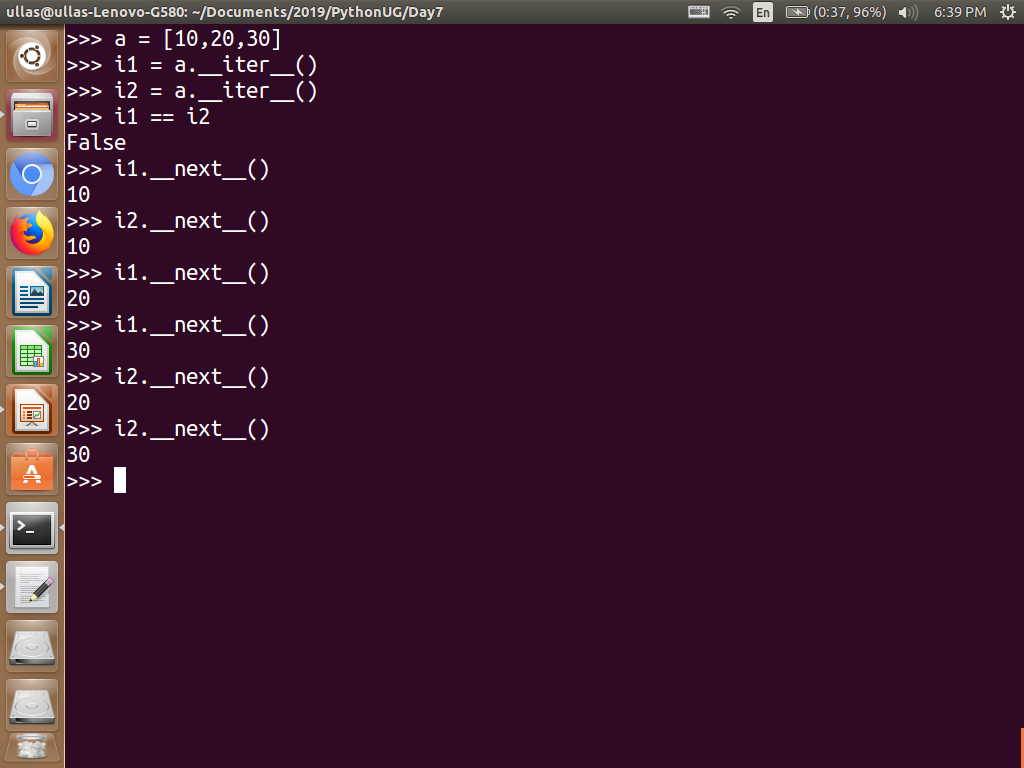 ullas@ullas-Lenovo-G580: ~/Documents/2019/PythonUG/Day7
En (0:37, 96%) 6:39 PM
>>> a = [10,20,30]
>>> i1 = a.__iter__()
>>> i2 = a.__iter__()
>>> i1 == i2
False
>>> i1.__next__()
10
>>> i2.__next__()
10
>>> i1.__next__()
20
>>> i1.__next__()
30
>>> i2.__next__()
20
>>> i2.__next__()
30
>>>